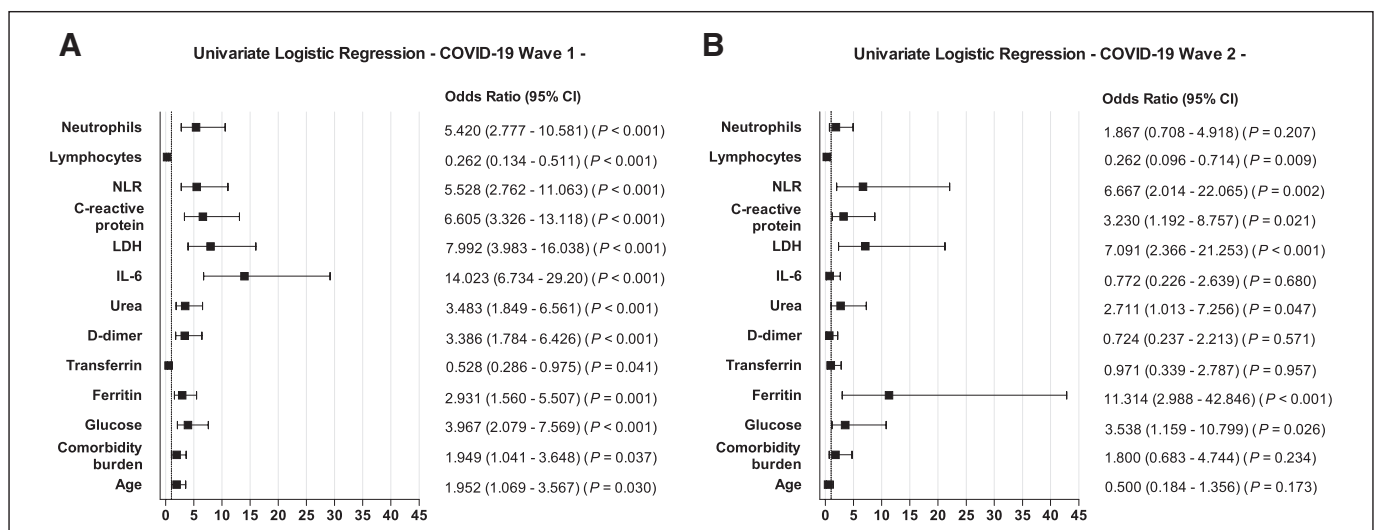 A
Univariate Logistic Regression - COVID-19 Wave 1 -
Odds Ratio (95% CI)
Neutrophils 5.420 (2.777 - 10.581) (P < 0.001)
Lymphocytes 0.262 (0.134 - 0.511) (P < 0.001)
NLR 5.528 (2.762 - 11.063) (P < 0.001)
C-reactive
protein 6.605 (3.326 - 13.118) (P < 0.001)
LDH 7.992 (3.983 - 16.038) (P < 0.001)
IL-6 14.023 (6.734 - 29.20) (P < 0.001)
Urea 3.483 (1.849 - 6.561) (P < 0.001)
D-dimer 3.386 (1.784 - 6.426) (P < 0.001)
Transferrin 0.528 (0.286 - 0.975) (P = 0.041)
Ferritin 2.931 (1.560 - 5.507) (P = 0.001)
Glucose 3.967 (2.079 - 7.569) (P < 0.001)
Comorbidity
burden 1.949 (1.041 - 3.648) (P = 0.037)
Age 1.952 (1.069 - 3.567) (P = 0.030)
0 5 10 15 20 25 30 35 40 45
B
Univariate Logistic Regression - COVID-19 Wave 2 -
Odds Ratio (95% CI)
Neutrophils 1.867 (0.708 - 4.918) (P = 0.207)
Lymphocytes 0.262 (0.096 - 0.714) (P = 0.009)
NLR 6.667 (2.014 - 22.065) (P = 0.002)
C-reactive
protein 3.230 (1.192 - 8.757) (P = 0.021)
LDH 7.091 (2.366 - 21.253) (P < 0.001)
IL-6 0.772 (0.226 - 2.639) (P = 0.680)
Urea 2.711 (1.013 - 7.256) (P = 0.047)
D-dimer 0.724 (0.237 - 2.213) (P = 0.571)
Transferrin 0.971 (0.339 - 2.787) (P = 0.957)
Ferritin 11.314 (2.988 - 42.846) (P < 0.001)
Glucose 3.538 (1.159 - 10.799) (P = 0.026)
Comorbidity
burden 1.800 (0.683 - 4.744) (P = 0.234)
Age 0.500 (0.184 - 1.356) (P = 0.173)
0 5 10 15 20 25 30 35 40 45